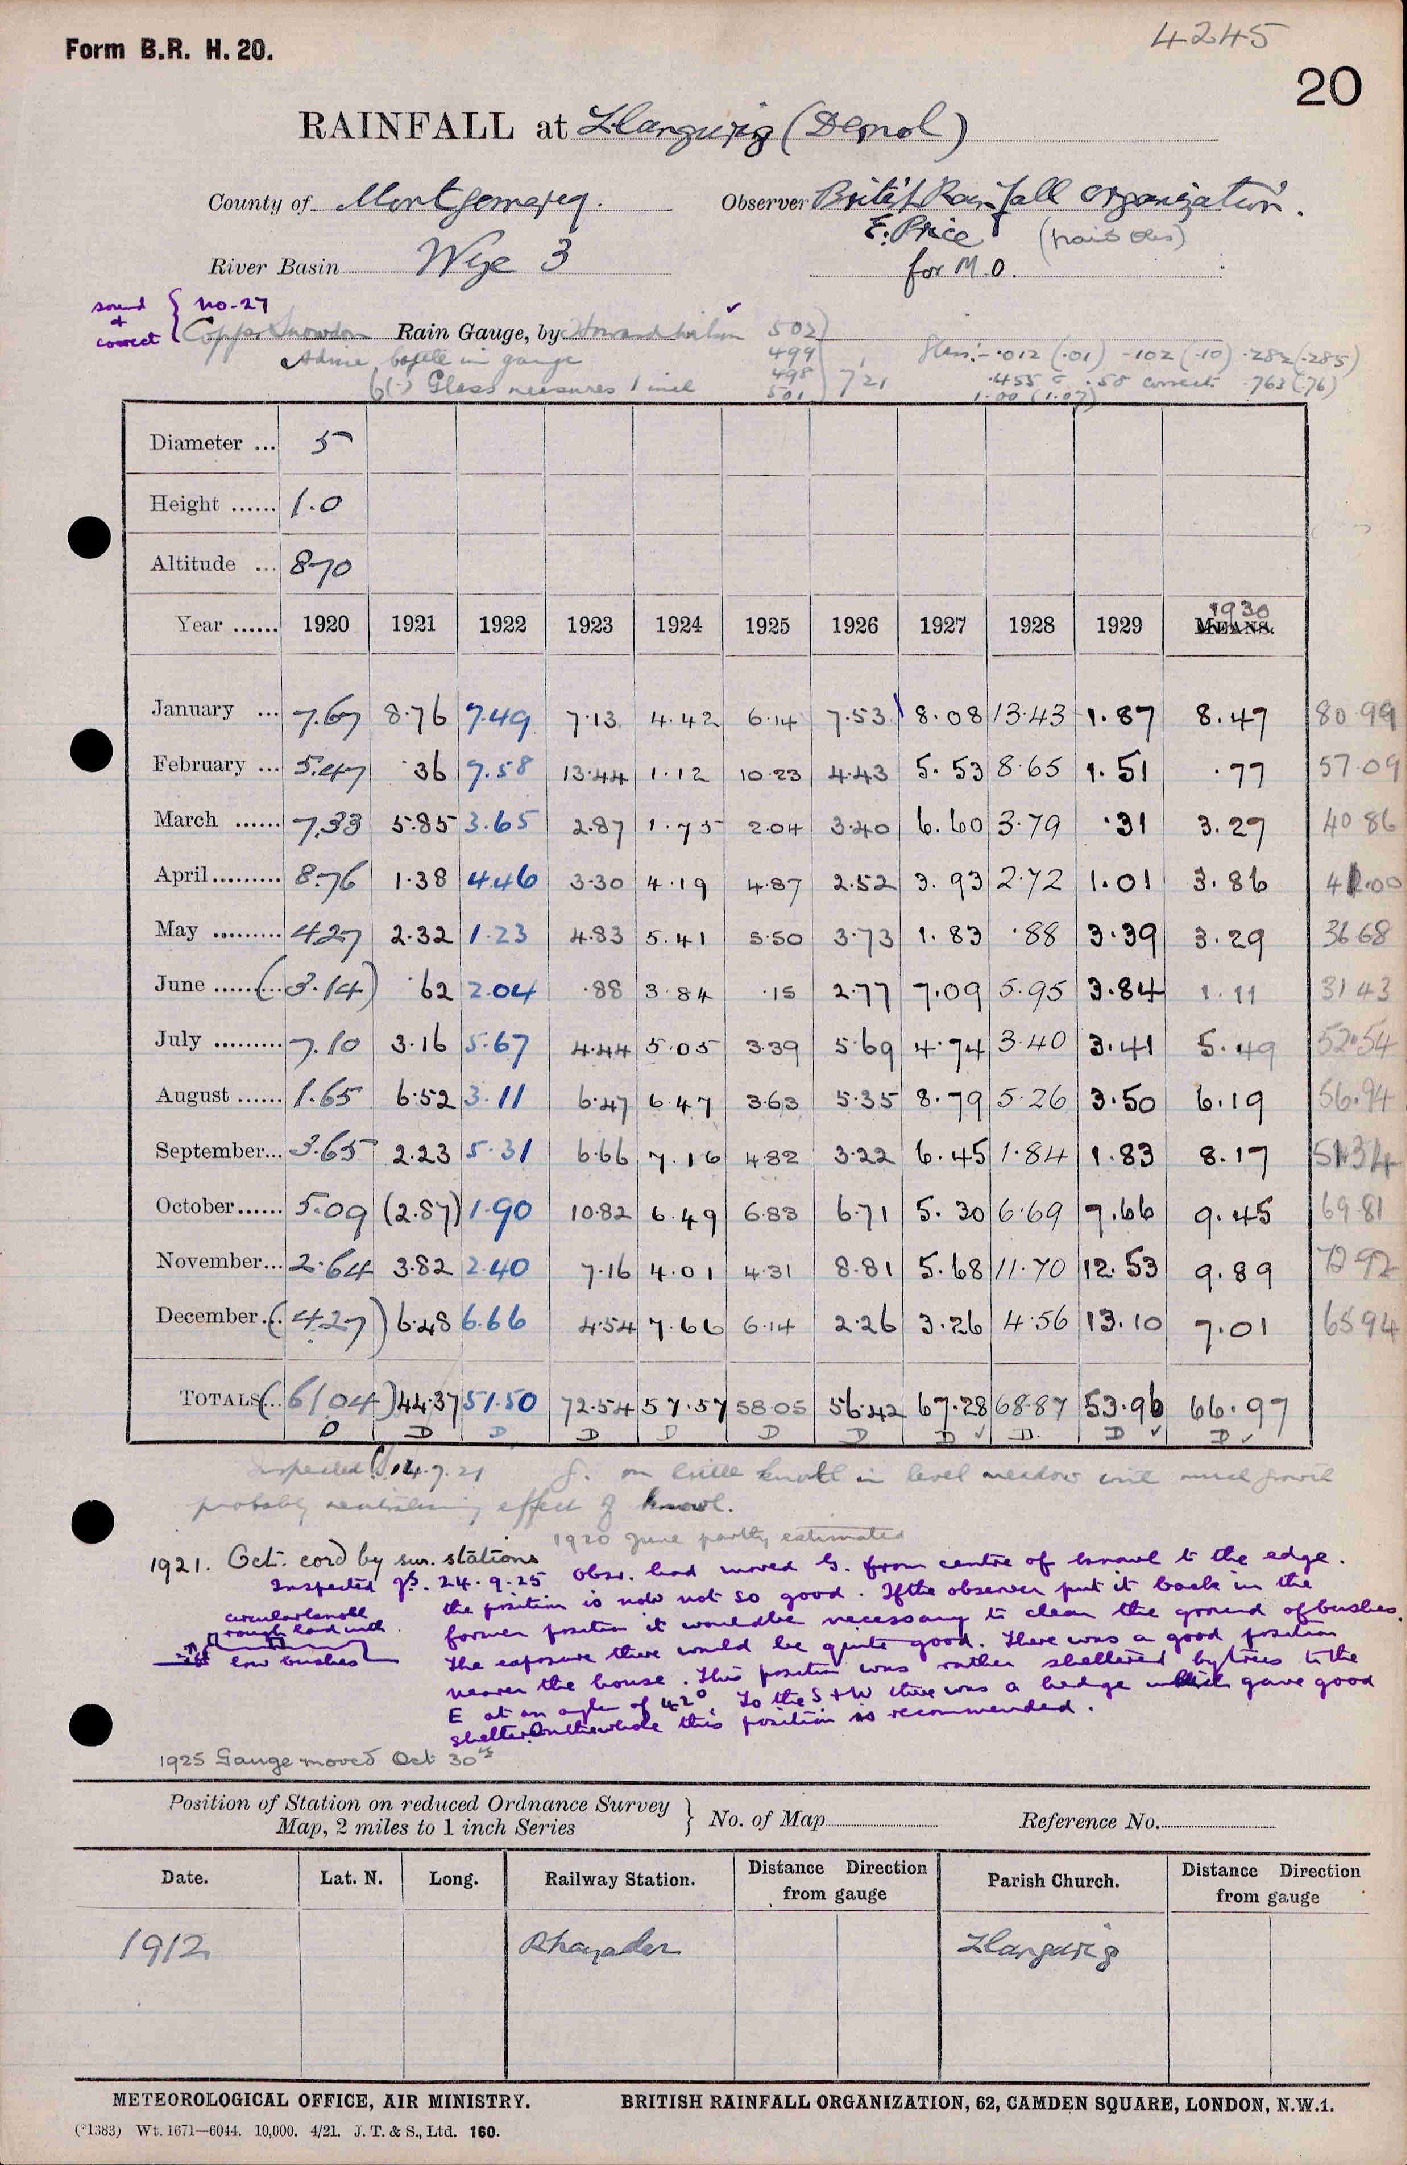 4245
Form B.R. H. 20.
20
RAINFALL at Llangurig (Dernol)
County of Montgomery. Observer British Rainfall Organization.
E. Price (paid obs)
River Basin Wye 3 for M.O.
sound + correct { No. 27
Copper Snowdon Rain Gauge, by Howard Wilson 502
bottle in gauge 499 Glass:- .012 (.01) -102 (.10) .282 (.285)
Glass measures 1 inch 498 721 .455 .58 correct .763 (.76)
501 1.00 (1.07)
Diameter ... 5
Height ...... 1.0
Altitude ... 870
Year ...... 1920 1921 1922 1923 1924 1925 1926 1927 1928 1929 MEANS. 1930
January ... 7.67 8.76 7.49 7.13 4.42 6.14 7.53 8.08 13.43 1.87 8.47 80.99
February ... 5.47 .36 7.58 13.44 1.12 10.23 4.43 5.53 8.65 1.51 .77 57.09
March ...... 7.33 5.85 3.65 2.87 1.75 2.04 3.40 6.60 3.79 .31 3.27 40.86
April ......... 8.76 1.38 4.46 3.30 4.19 4.87 2.52 3.93 2.72 1.01 3.86 41.00
May ......... 4.27 2.32 1.23 4.83 5.41 5.50 3.73 1.83 .88 3.39 3.29 36.68
June ......... (3.14) .62 2.04 .88 3.84 .15 2.77 7.09 5.95 3.84 1.11 31.43
July ......... 7.10 3.16 5.67 4.44 5.05 3.39 5.69 4.74 3.40 3.41 5.49 52.54
August ...... 1.65 6.52 3.11 6.47 6.47 3.63 5.35 8.79 5.26 3.50 6.19 56.94
September... 3.65 2.23 5.31 6.66 7.16 4.82 3.22 6.45 1.84 1.83 8.17 51.34
October...... 5.09 (2.87) 1.90 10.82 6.49 6.83 6.71 5.30 6.69 7.66 9.45 69.81
November... 2.64 3.82 2.40 7.16 4.01 4.31 8.81 5.68 11.70 12.53 9.89 72.92
December... (4.27) 6.48 6.66 4.54 7.66 6.14 2.26 3.26 4.56 13.10 7.01 65.94
TOTALS... (61.04) 44.37 51.50 72.54 57.57 58.05 56.42 67.28 68.87 53.96 66.97
D D D D D D D D ✓ D. D ✓ D ✓
Inspected 14.7.21 G. on little knoll in level meadow with much growth
probably neutralising effect of knoll.
1920 June partly estimated
1921. Oct. cord by sur. stations
Inspected 24.9.25 Obsr. had moved G. from centre of knowl to the edge.
the position is now not so good. If the observer put it back in the
former position it would be necessary to clear the ground of bushes.
circular knoll
rough land with
low bushes
The exposure there would be quite good. There was a good position
nearer the house. This position was rather sheltered by trees to the
E at an angle of 42°. To the S + W there was a hedge which gave good
shelter. On the whole this position is recommended.
1925 Gauge moved Oct 30th
Position of Station on reduced Ordnance Survey Map, 2 miles to 1 inch Series } No. of Map Reference No.
Date. Lat. N. Long. Railway Station. Distance Direction from gauge Parish Church. Distance Direction from gauge
1912 Rhayader Llangurig
METEOROLOGICAL OFFICE, AIR MINISTRY. BRITISH RAINFALL ORGANIZATION, 62, CAMDEN SQUARE, LONDON, N.W.1.
(*1383) Wt. 1671—6044. 10,000. 4/21. J. T. & S., Ltd. 160.